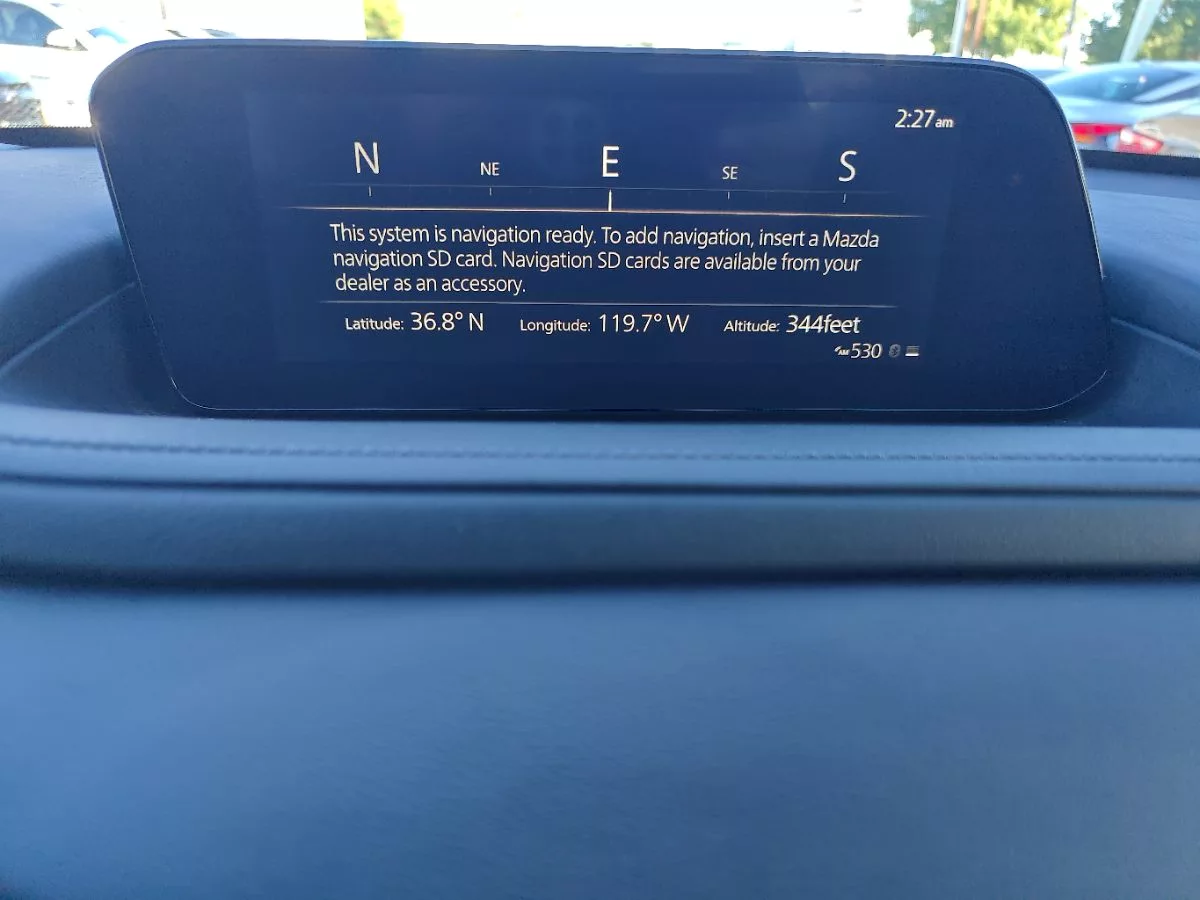 2:27am
N NE E SE S
This system is navigation ready. To add navigation, insert a Mazda
navigation SD card. Navigation SD cards are available from your
dealer as an accessory.
Latitude: 36.8° N Longitude: 119.7° W Altitude: 344feet
AM 530